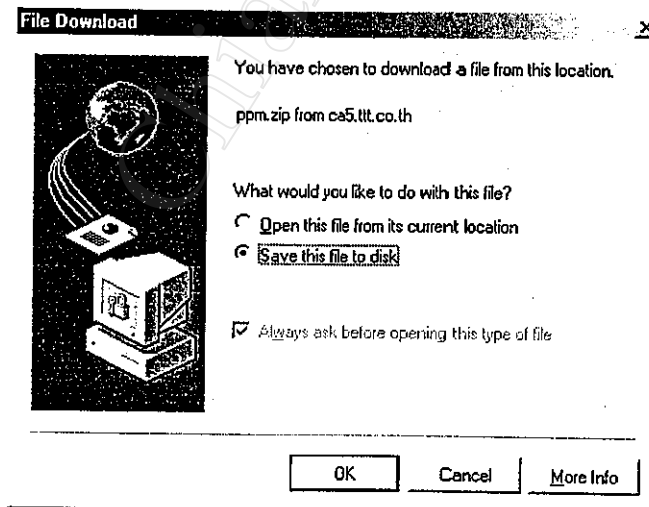 File Download
You have chosen to download a file from this location.
ppm.zip from ca5.ttt.co.th
What would you like to do with this file?
Open this file from its current location
Save this file to disk
Always ask before opening this type of file
OK Cancel More Info